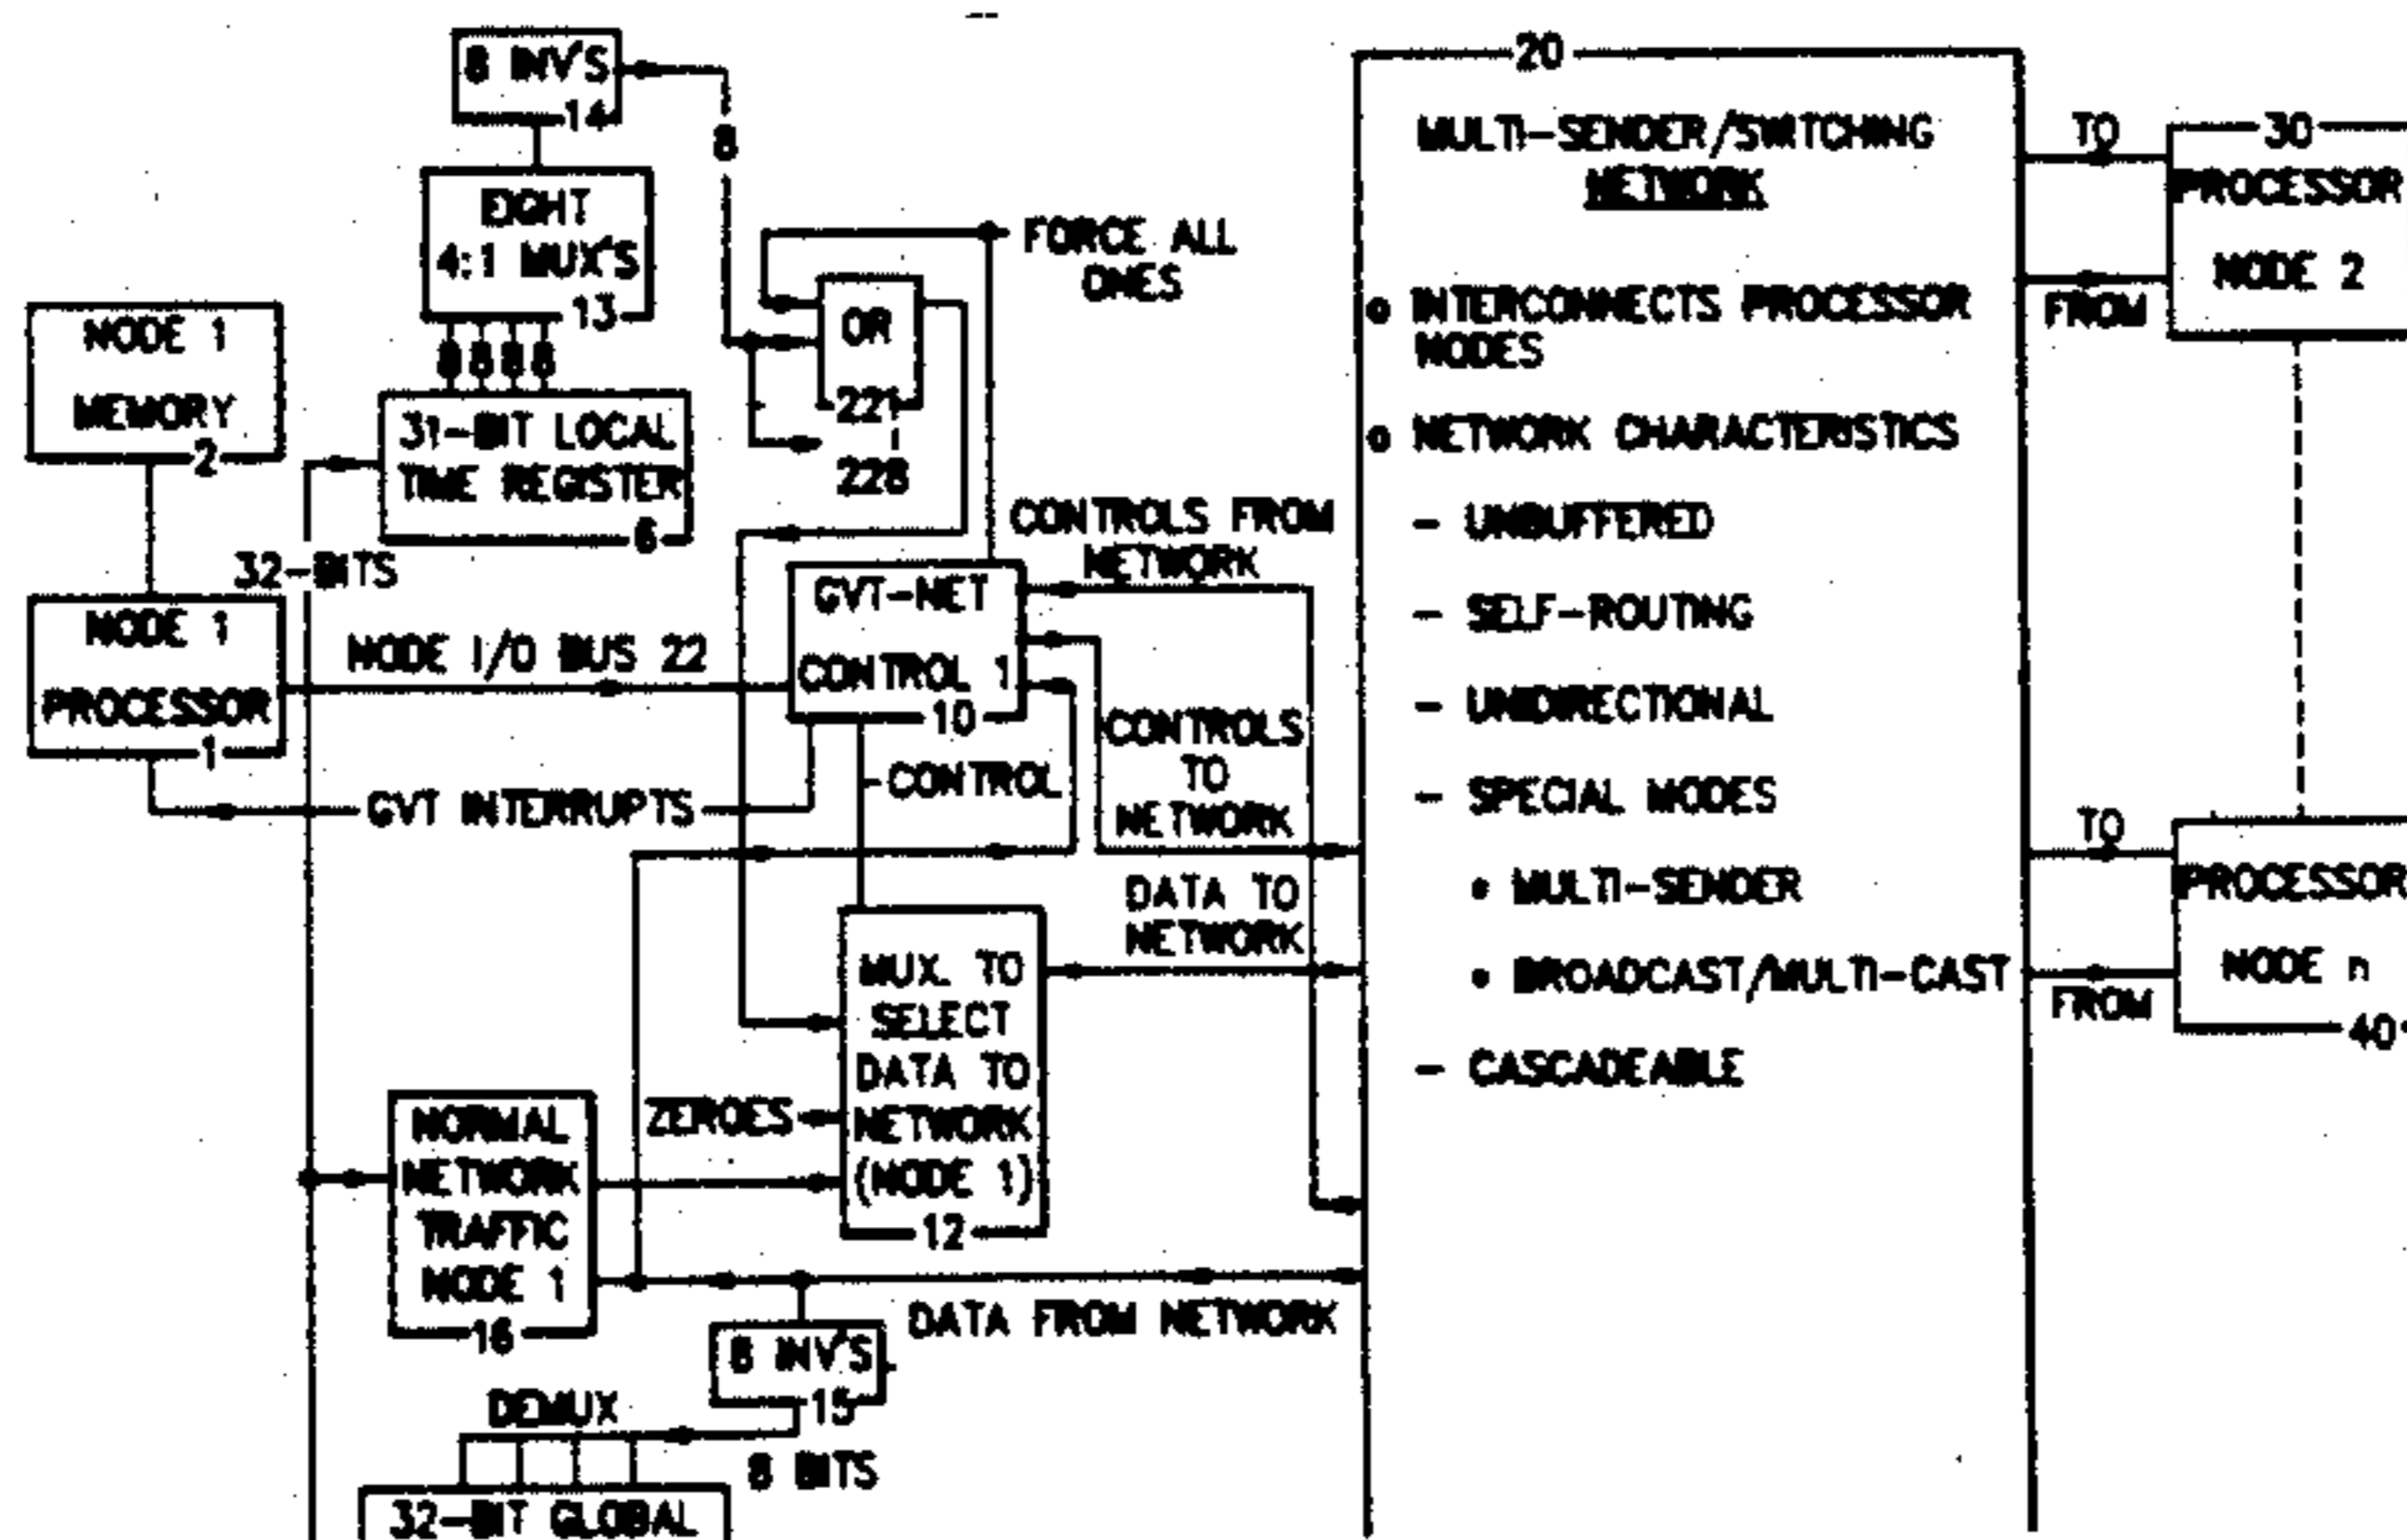 8 INV'S
14
8
EIGHT
4:1 MUX'S
13
8 8 8 8
31-BIT LOCAL
TIME REGISTER
6
NODE 1
MEMORY
2
32-BITS
NODE 1
PROCESSOR
1
NODE I/O BUS 22
GVT INTERRUPTS
FORCE ALL
ONES
OR
221
228
CONTROLS FROM
NETWORK
GVT-NET
CONTROL 1
10
CONTROL
CONTROLS
TO
NETWORK
DATA TO
NETWORK
MUX. TO
SELECT
DATA TO
NETWORK
(NODE 1)
12
ZEROES
NORMAL
NETWORK
TRAFFIC
NODE 1
16
DATA FROM NETWORK
8 INV'S
15
DEMUX
8 BITS
32-BIT GLOBAL
20
MULTI-SENDER/SWITCHING
NETWORK
o INTERCONNECTS PROCESSOR
NODES
o NETWORK CHARACTERISTICS
- UNBUFFERED
- SELF-ROUTING
- UNIDIRECTIONAL
- SPECIAL MODES
• MULTI-SENDER
• BROADCAST/MULTI-CAST
- CASCADEABLE
TO
FROM
30
PROCESSOR
NODE 2
TO
FROM
PROCESSOR
NODE n
40